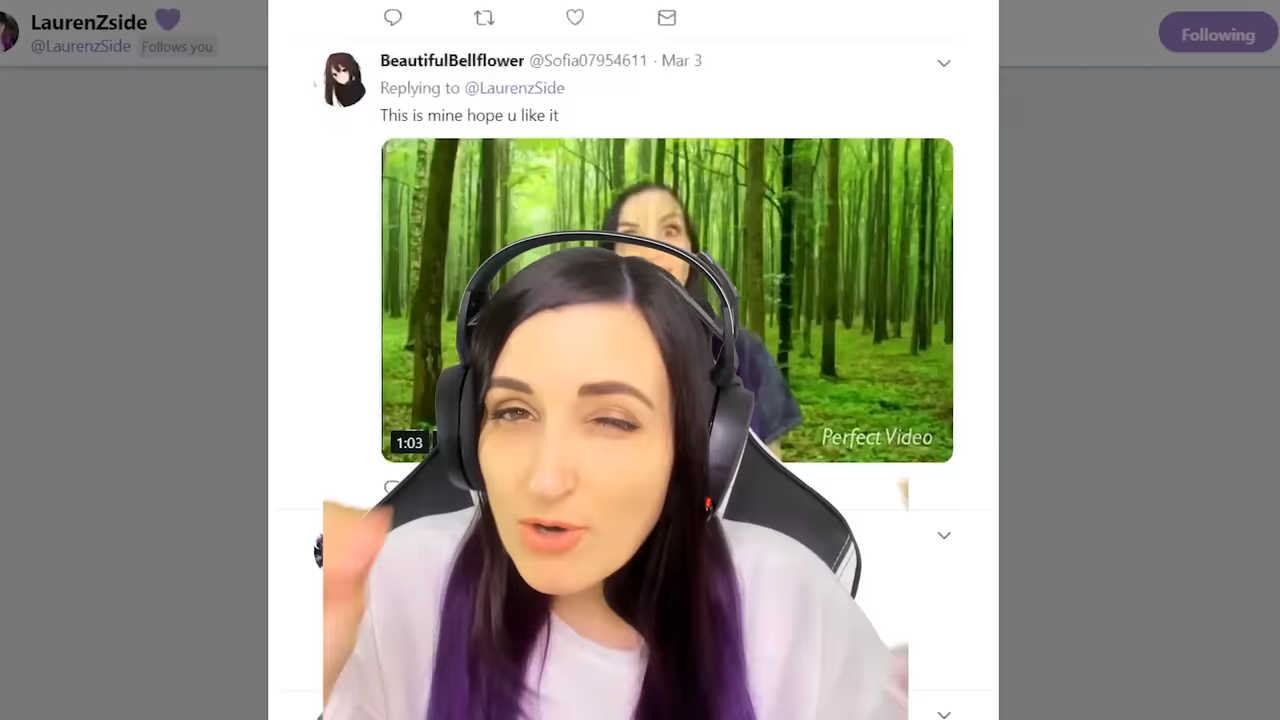 LaurenZside 💜
@LaurenzSide Follows you
Following
BeautifulBellflower @Sofia07954611 · Mar 3
Replying to @LaurenzSide
This is mine hope u like it
1:03
Perfect Video